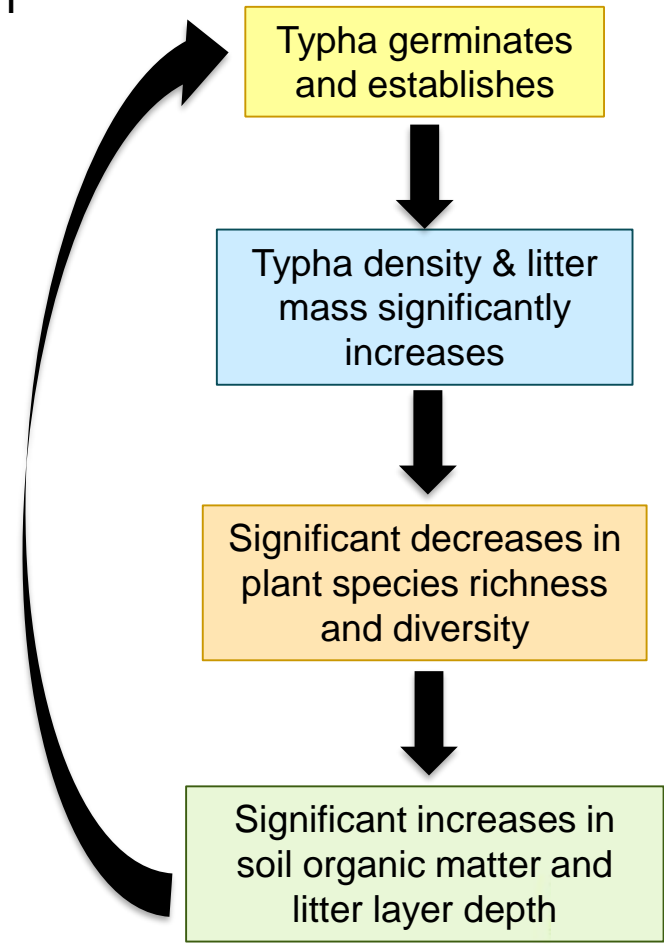 Typha germinates
and establishes
Typha density & litter
mass significantly
increases
Significant decreases in
plant species richness
and diversity
Significant increases in
soil organic matter and
litter layer depth